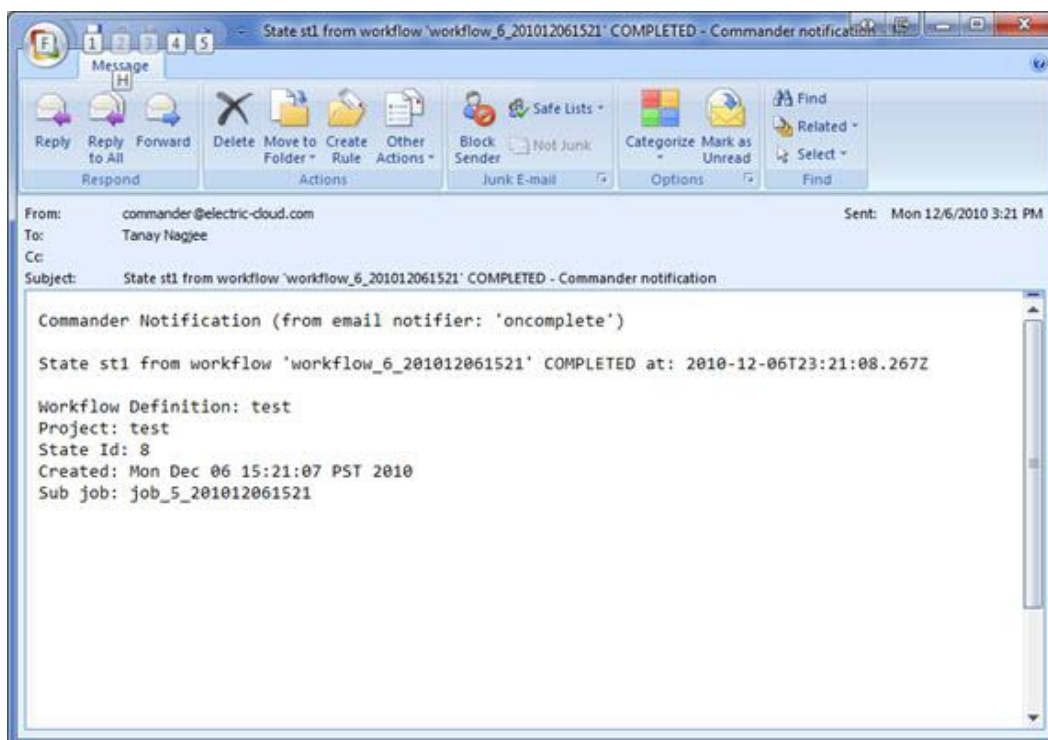 State st1 from workflow 'workflow_6_201012061521' COMPLETED - Commander notification
F 1 2 3 4 5
Message
H
Reply Reply to All Forward Delete Move to Folder Create Rule Other Actions Block Sender Safe Lists Not Junk Categorize Mark as Unread Find Related Select
Respond Actions Junk E-mail Options Find
From: commander@electric-cloud.com Sent: Mon 12/6/2010 3:21 PM
To: Tanay Nagjee
Cc:
Subject: State st1 from workflow 'workflow_6_201012061521' COMPLETED - Commander notification
Commander Notification (from email notifier: 'oncomplete')
State st1 from workflow 'workflow_6_201012061521' COMPLETED at: 2010-12-06T23:21:08.267Z
Workflow Definition: test
Project: test
State Id: 8
Created: Mon Dec 06 15:21:07 PST 2010
Sub job: job_5_201012061521